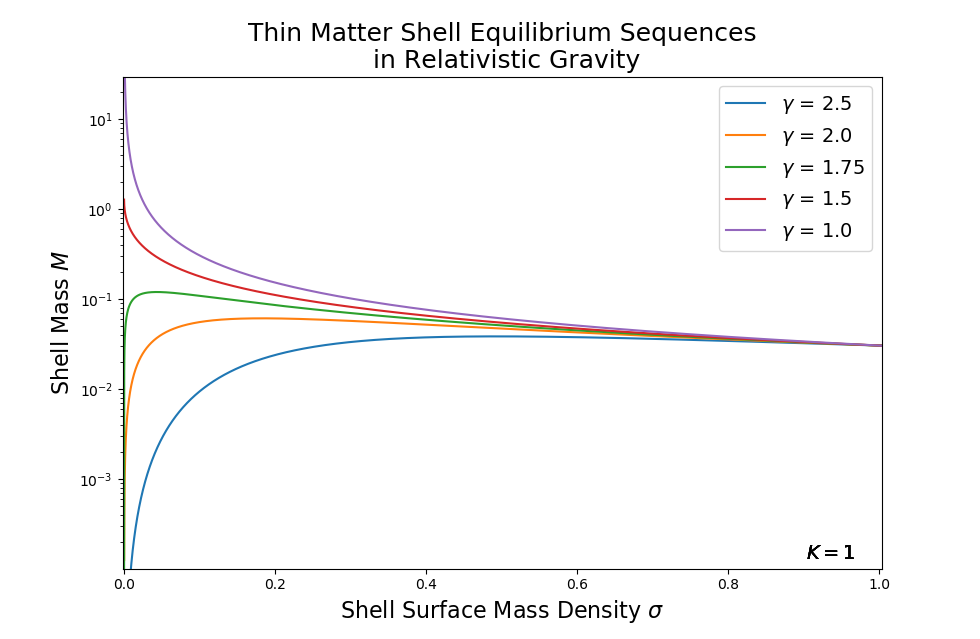 Thin Matter Shell Equilibrium Sequences
in Relativistic Gravity
γ = 2.5
γ = 2.0
γ = 1.75
γ = 1.5
γ = 1.0
Shell Mass M
10¹
10⁰
10⁻¹
10⁻²
10⁻³
K = 1
0.0 0.2 0.4 0.6 0.8 1.0
Shell Surface Mass Density σ